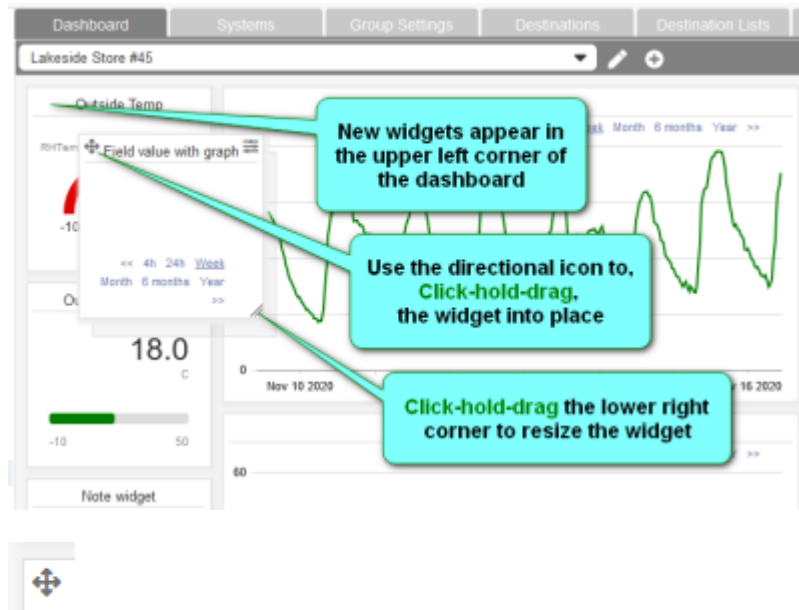 Dashboard Systems Group Settings Destinations Destination Lists
Lakeside Store #45
Outside Temp
New widgets appear in
the upper left corner of
the dashboard
Month 6 months Year >>
Field value with graph
-10
Use the directional icon to,
Click-hold-drag,
the widget into place
<< 4h 24h Week
Month 6 months Year
>>
18.0
C
0
Nov 10 2020
16 2020
Click-hold-drag the lower right
corner to resize the widget
-10 50
>>
60
Note widget